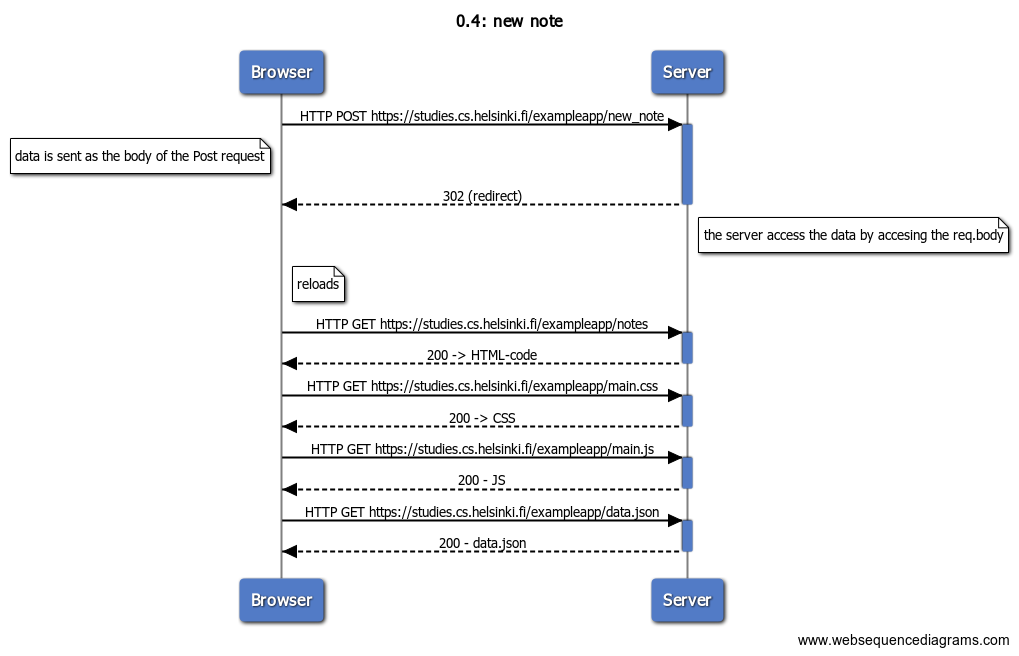 0.4: new note
Browser
Server
HTTP POST https://studies.cs.helsinki.fi/exampleapp/new_note
data is sent as the body of the Post request
302 (redirect)
the server access the data by accesing the req.body
reloads
HTTP GET https://studies.cs.helsinki.fi/exampleapp/notes
200 -> HTML-code
HTTP GET https://studies.cs.helsinki.fi/exampleapp/main.css
200 -> CSS
HTTP GET https://studies.cs.helsinki.fi/exampleapp/main.js
200 - JS
HTTP GET https://studies.cs.helsinki.fi/exampleapp/data.json
200 - data.json
Browser
Server
www.websequencediagrams.com